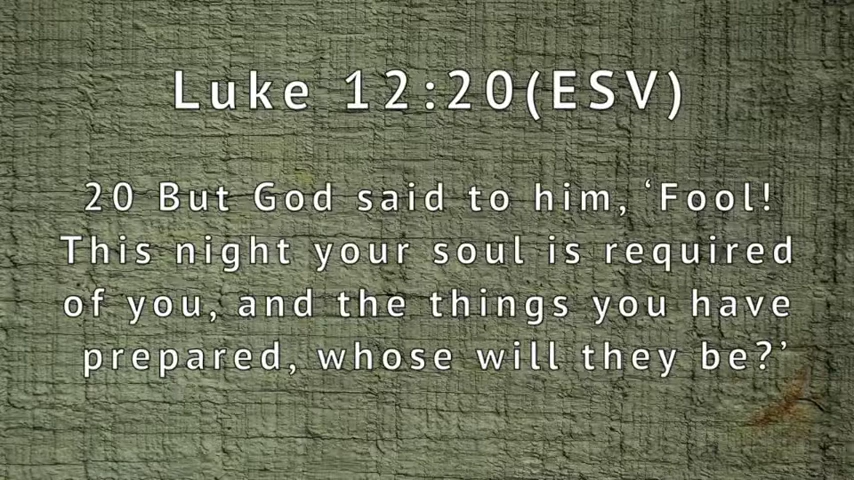 Luke 12:20(ESV)
20 But God said to him, ‘Fool!
This night your soul is required
of you, and the things you have
prepared, whose will they be?’